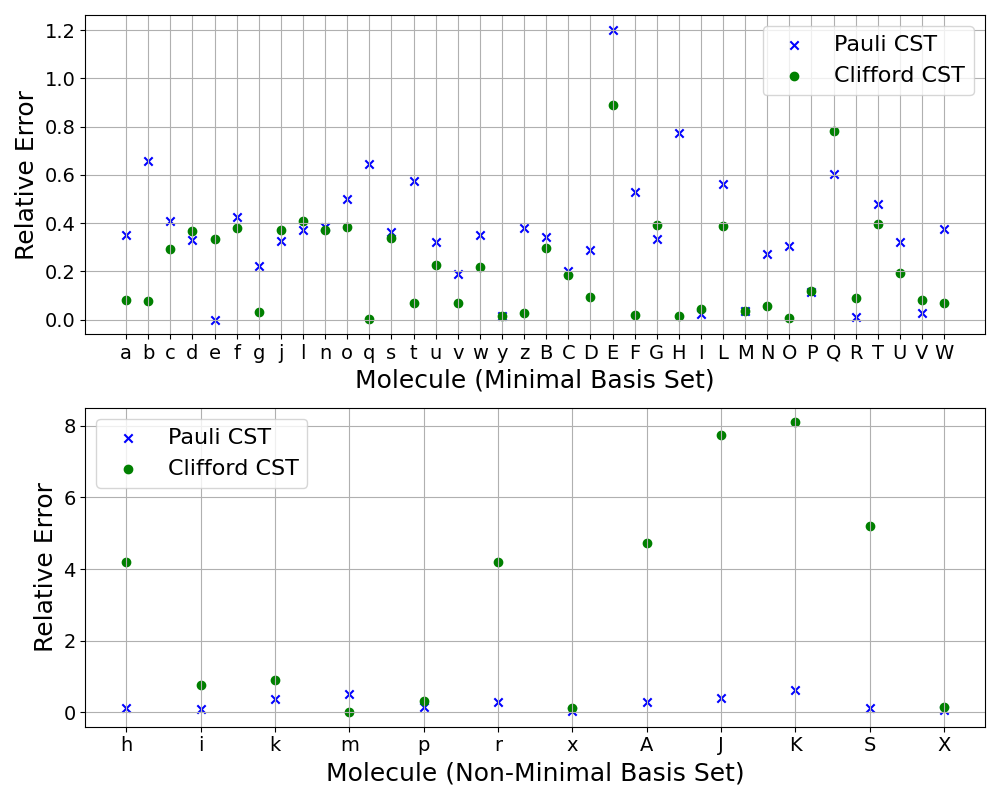 1.2
1.0
0.8
0.6
0.4
0.2
0.0
Relative Error
Pauli CST
Clifford CST
a b c d e f g j l n o q s t u v w y z B C D E F G H I L M N O P Q R T U V W
Molecule (Minimal Basis Set)
8
6
4
2
0
Relative Error
Pauli CST
Clifford CST
h i k m p r x A J K S X
Molecule (Non-Minimal Basis Set)